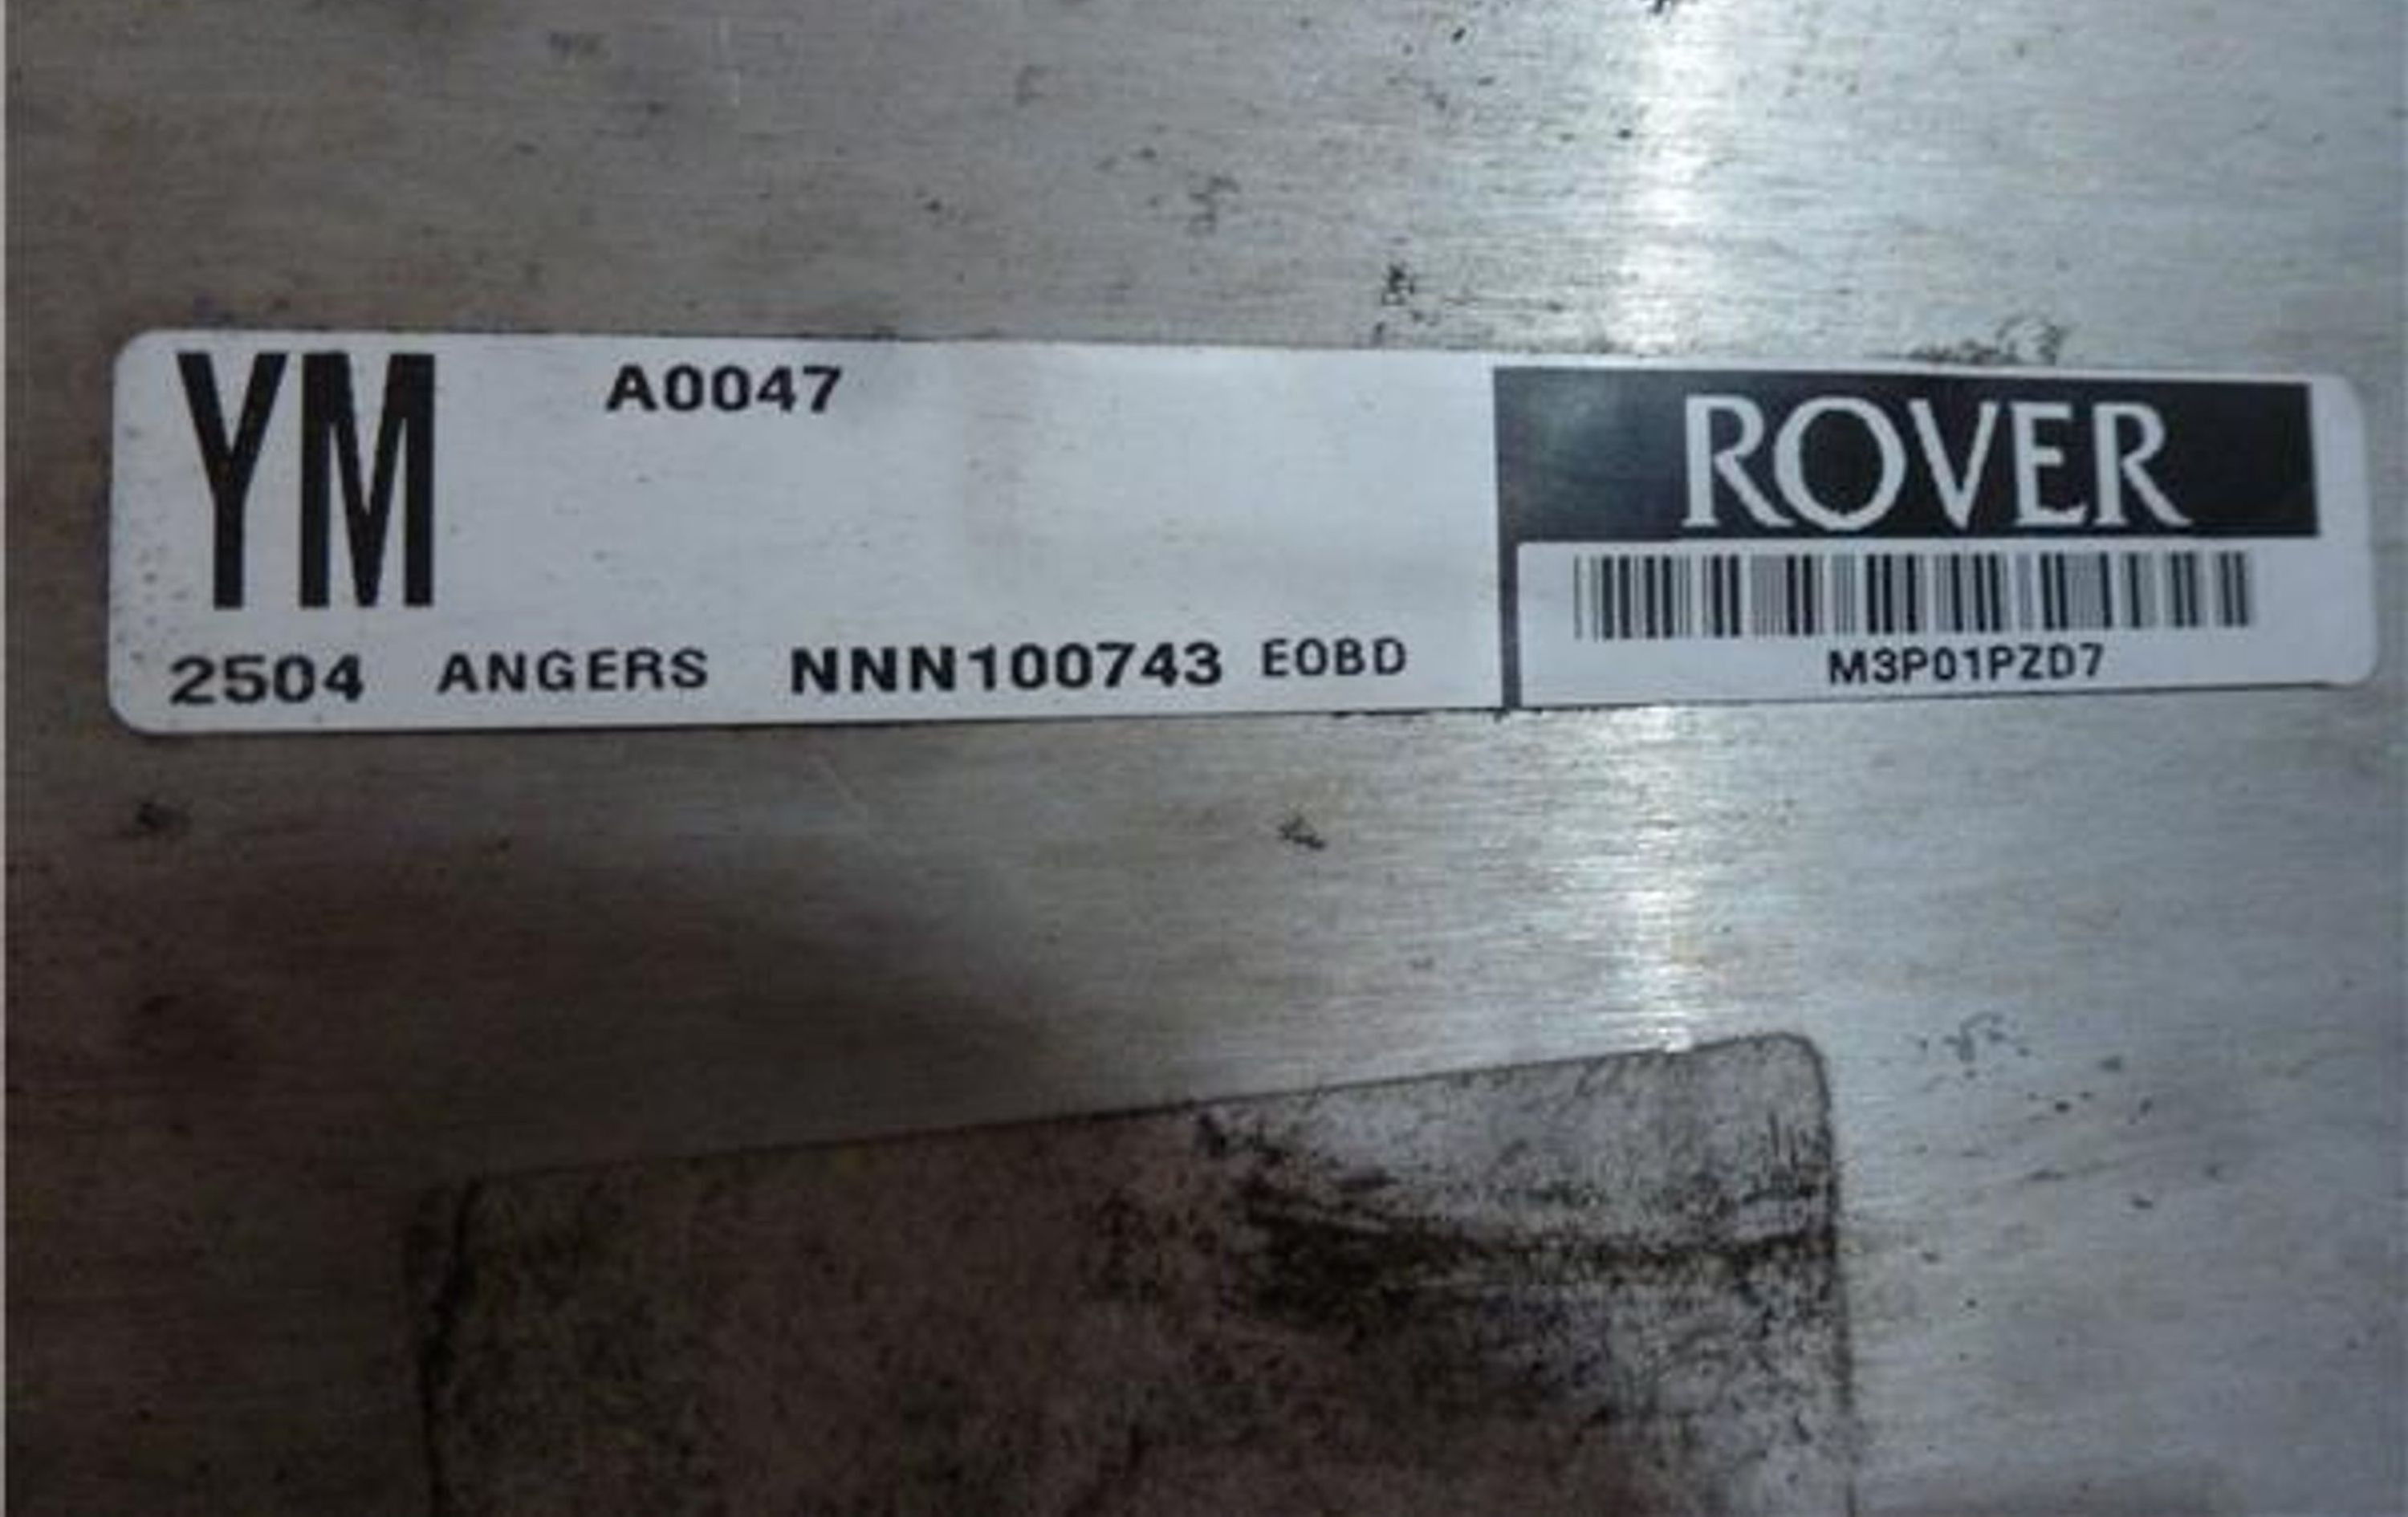 YM A0047
ROVER
2504 ANGERS NNN100743 EOBD
M3P01PZD7